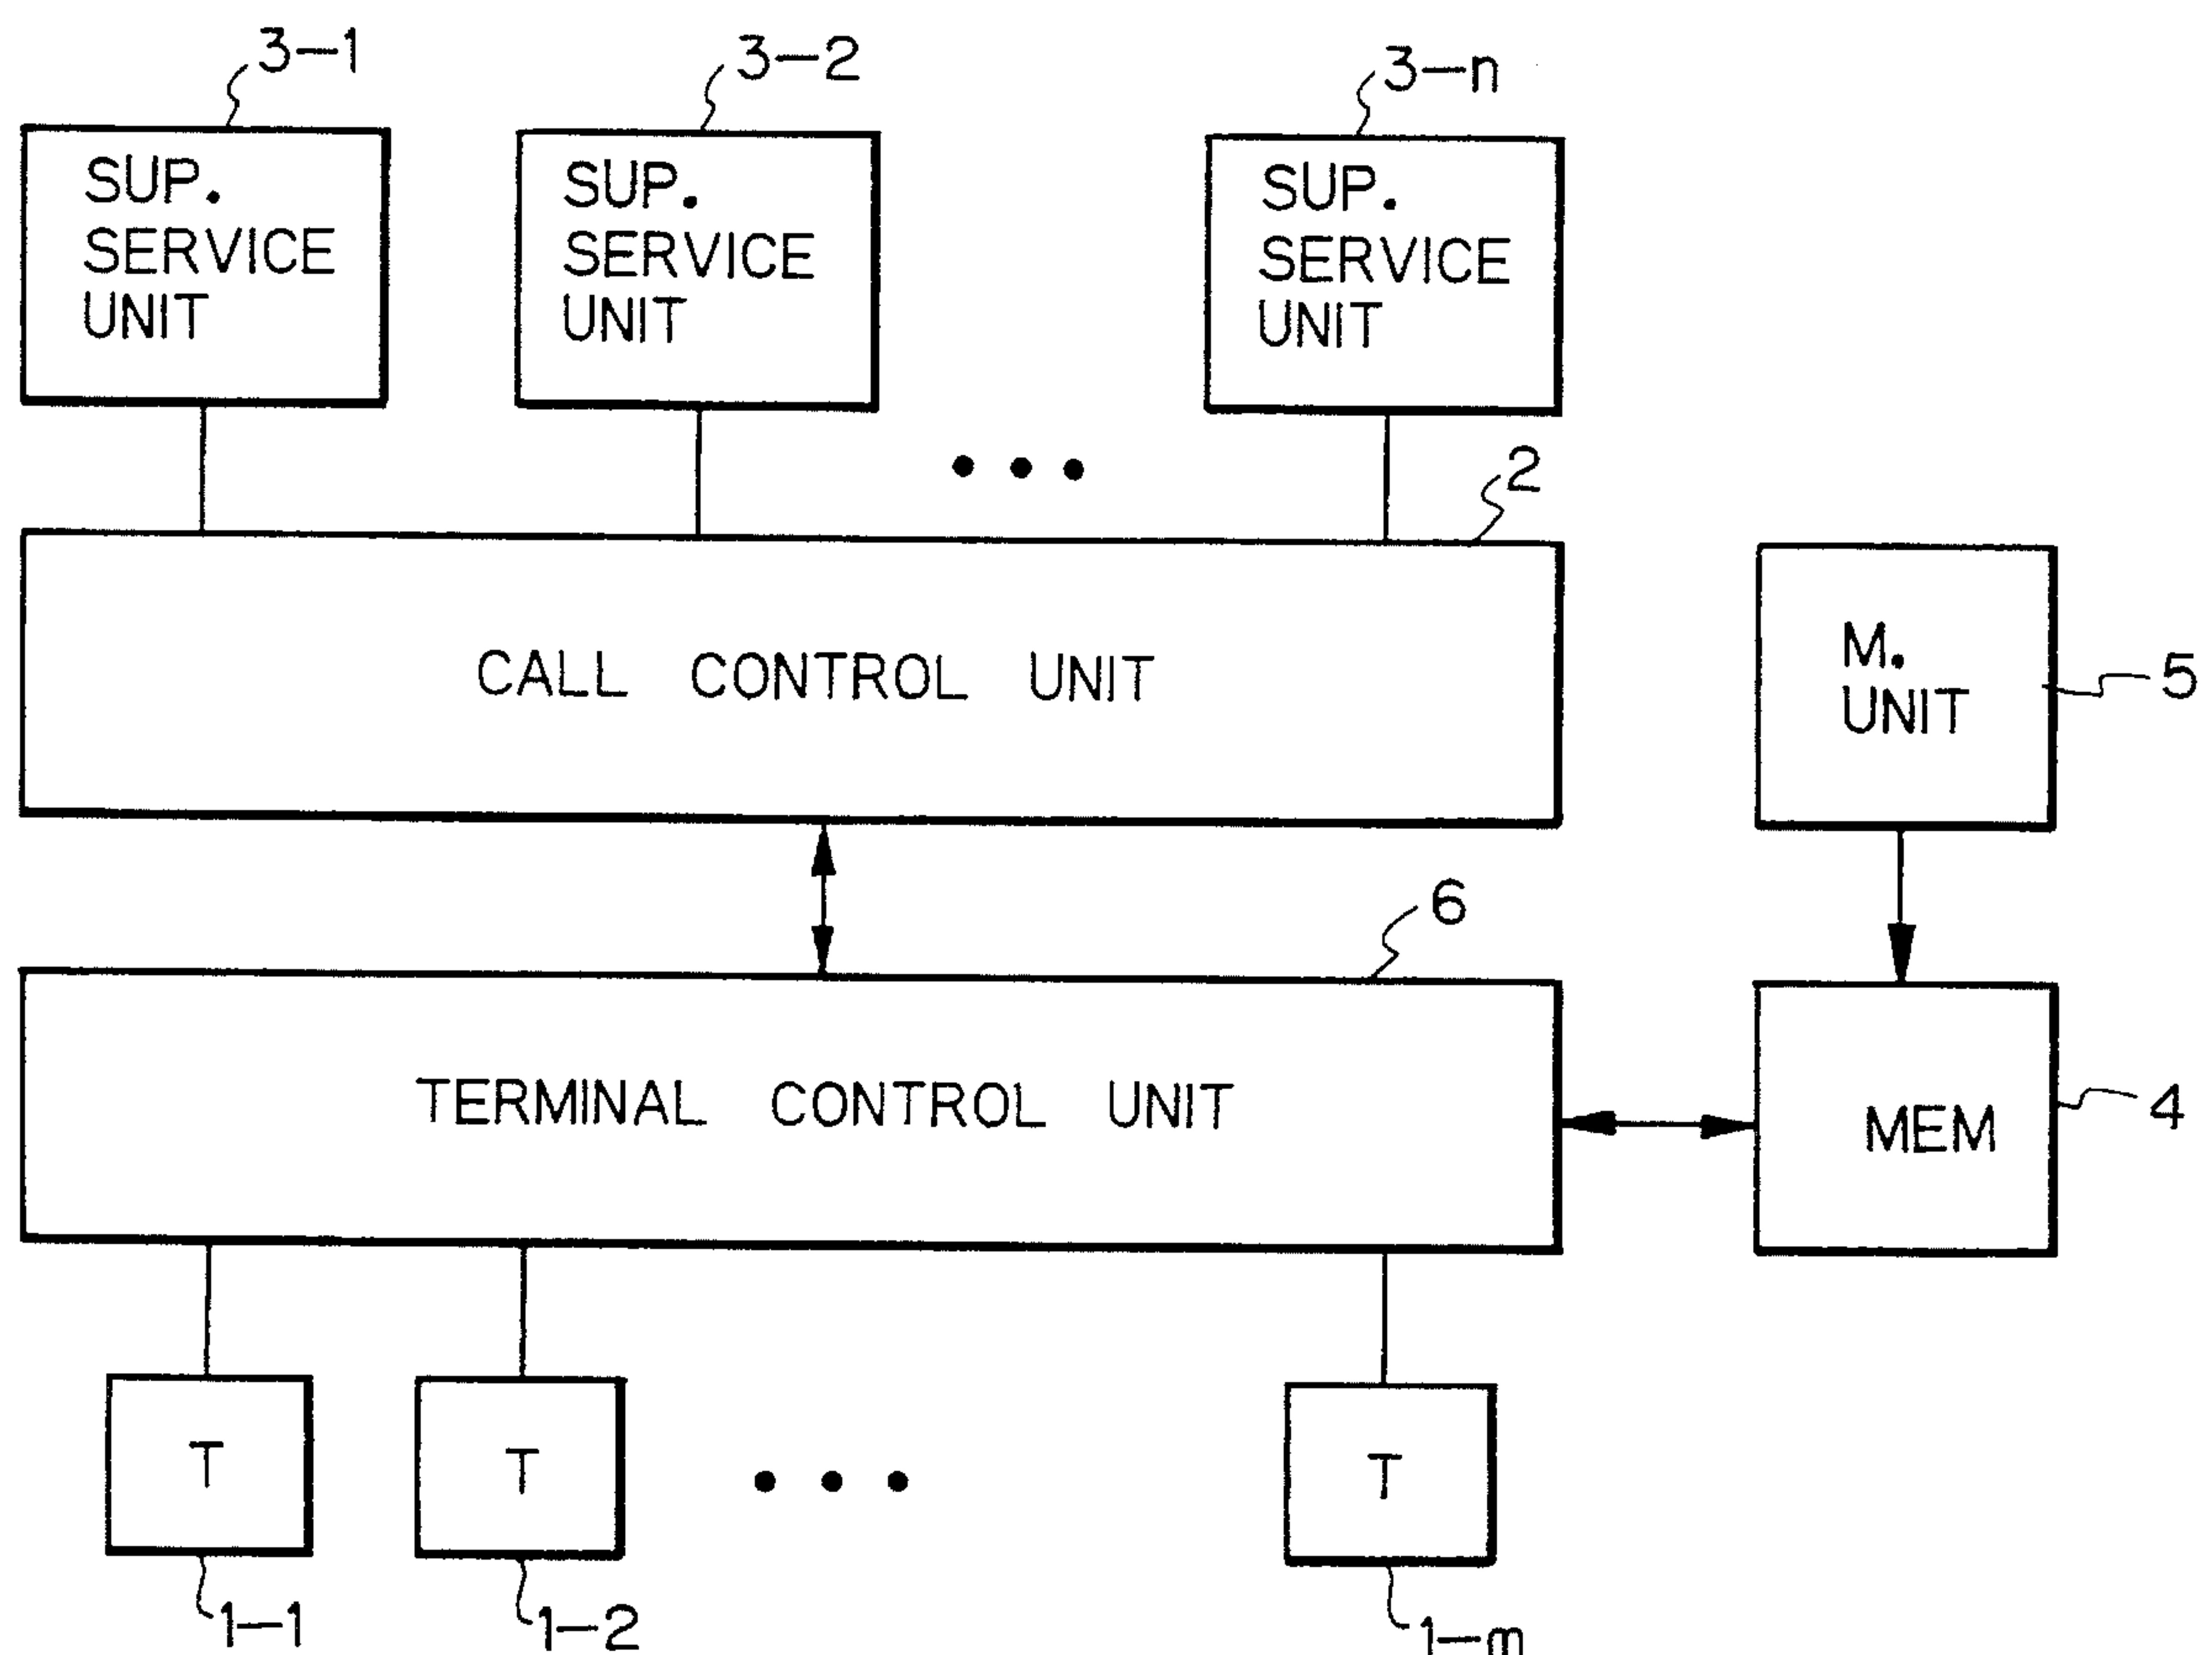 3-1
3-2
3-n
SUP.
SERVICE
UNIT
SUP.
SERVICE
UNIT
SUP.
SERVICE
UNIT
2
CALL CONTROL UNIT
M.
UNIT
5
6
TERMINAL CONTROL UNIT
MEM
4
T
T
T
1-1
1-2
1-m